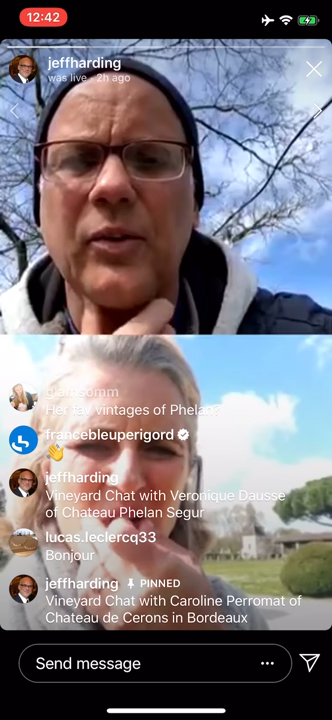 12:42
jeffharding
was live · 2h ago
Her fav vintages of Phelan?
francebleuperigord
👋
jeffharding
Vineyard Chat with Veronique Dausse
of Chateau Phelan Segur
lucas.leclercq33
Bonjour
jeffharding PINNED
Vineyard Chat with Caroline Perromat of
Chateau de Cerons in Bordeaux
Send message